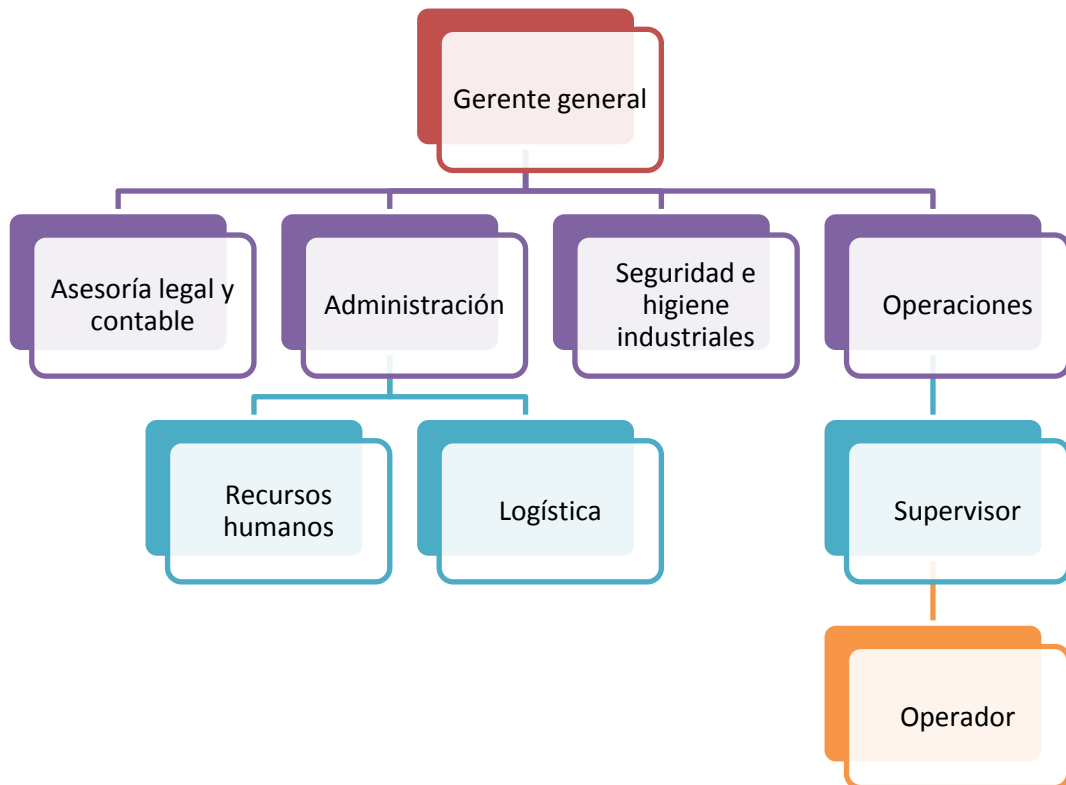 Gerente general
Asesoría legal y
contable
Administración
Seguridad e
higiene
industriales
Operaciones
Recursos
humanos
Logística
Supervisor
Operador